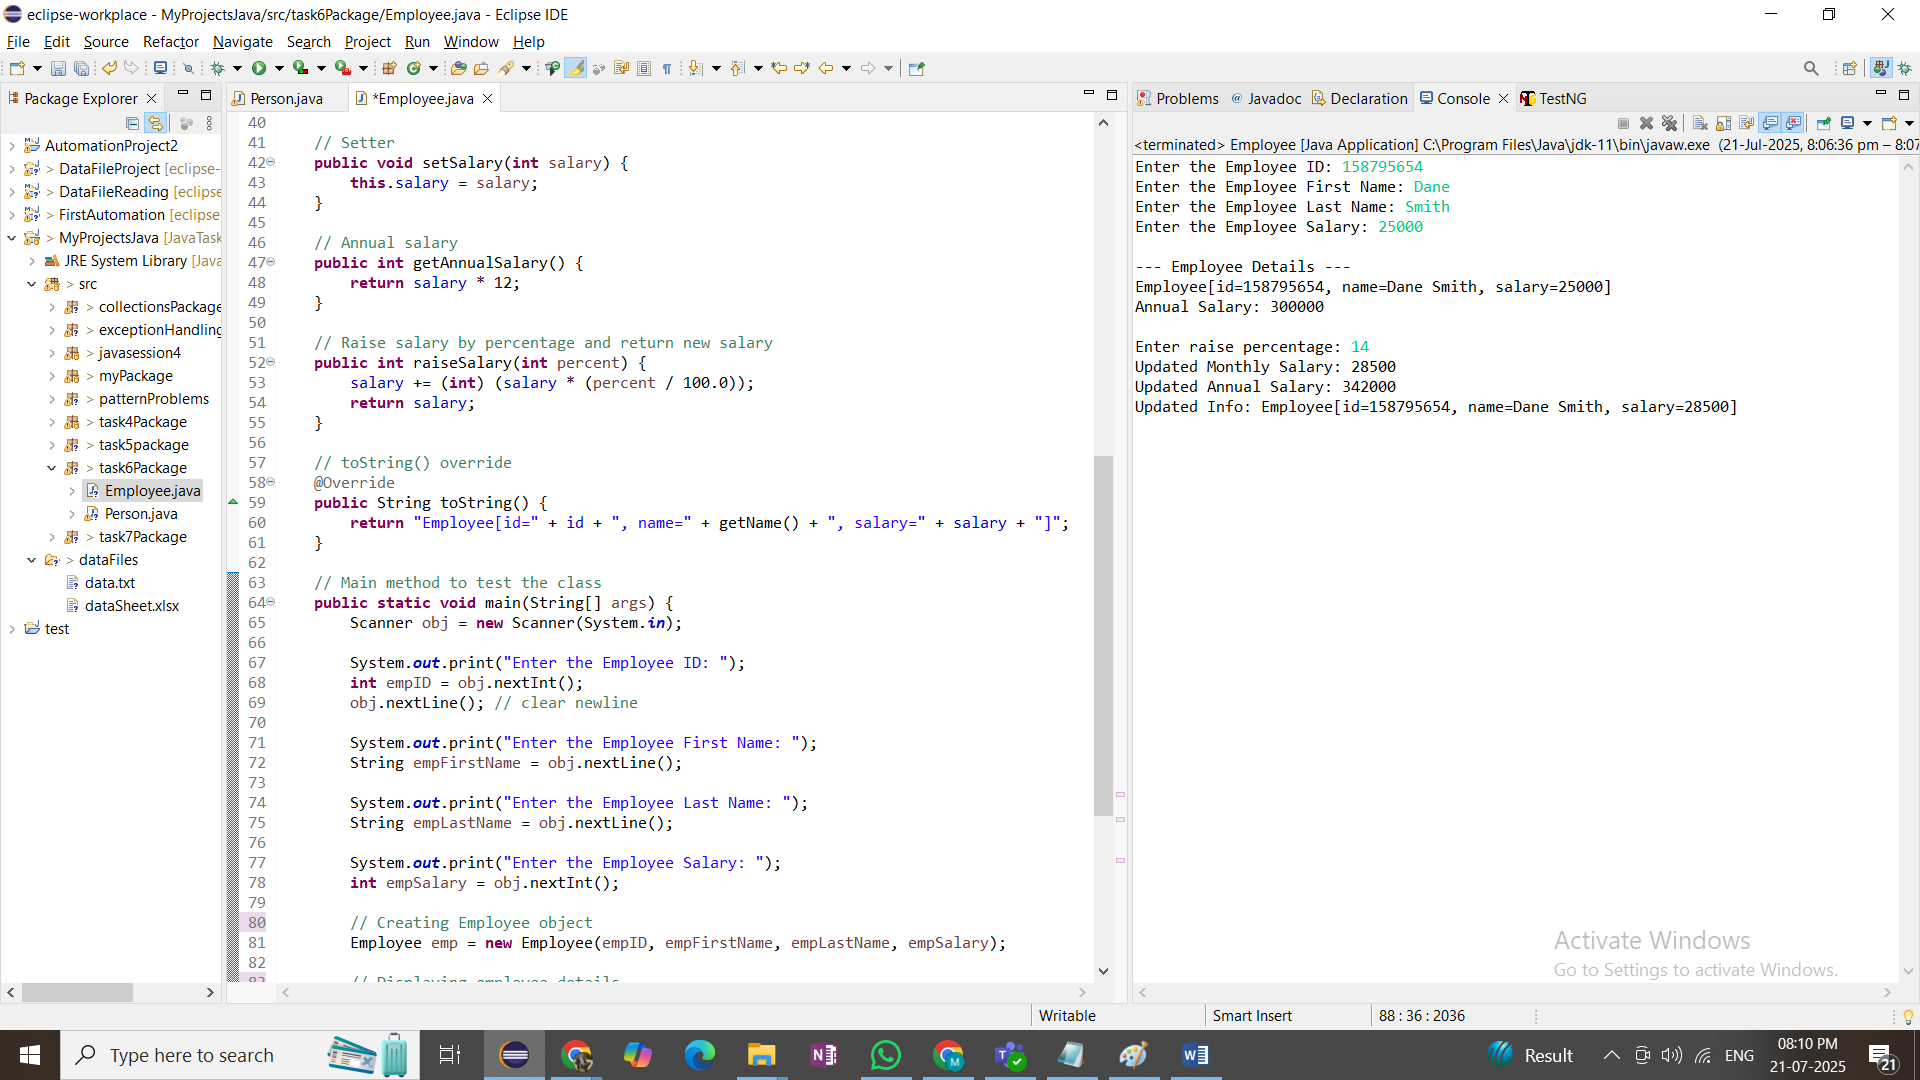 eclipse-workplace - MyProjectsJava/src/task6Package/Employee.java - Eclipse IDE
File Edit Source Refactor Navigate Search Project Run Window Help
Package Explorer
AutomationProject2
> DataFileProject [eclipse-
> DataFileReading [eclipse
> FirstAutomation [eclipse
> MyProjectsJava [JavaTask
JRE System Library [Java
> src
> collectionsPackage
> exceptionHandling
> javasession4
> myPackage
> patternProblems
> task4Package
> task5package
> task6Package
Employee.java
Person.java
> task7Package
> dataFiles
data.txt
dataSheet.xlsx
test
Person.java *Employee.java
40
41 // Setter
42 public void setSalary(int salary) {
43 this.salary = salary;
44 }
45
46 // Annual salary
47 public int getAnnualSalary() {
48 return salary * 12;
49 }
50
51 // Raise salary by percentage and return new salary
52 public int raiseSalary(int percent) {
53 salary += (int) (salary * (percent / 100.0));
54 return salary;
55 }
56
57 // toString() override
58 @Override
59 public String toString() {
60 return "Employee[id=" + id + ", name=" + getName() + ", salary=" + salary + "]";
61 }
62
63 // Main method to test the class
64 public static void main(String[] args) {
65 Scanner obj = new Scanner(System.in);
66
67 System.out.print("Enter the Employee ID: ");
68 int empID = obj.nextInt();
69 obj.nextLine(); // clear newline
70
71 System.out.print("Enter the Employee First Name: ");
72 String empFirstName = obj.nextLine();
73
74 System.out.print("Enter the Employee Last Name: ");
75 String empLastName = obj.nextLine();
76
77 System.out.print("Enter the Employee Salary: ");
78 int empSalary = obj.nextInt();
79
80 // Creating Employee object
81 Employee emp = new Employee(empID, empFirstName, empLastName, empSalary);
82
83 // Displaying employee details
Problems @ Javadoc Declaration Console TestNG
<terminated> Employee [Java Application] C:\Program Files\Java\jdk-11\bin\javaw.exe (21-Jul-2025, 8:06:36 pm – 8:07
Enter the Employee ID: 158795654
Enter the Employee First Name: Dane
Enter the Employee Last Name: Smith
Enter the Employee Salary: 25000
--- Employee Details ---
Employee[id=158795654, name=Dane Smith, salary=25000]
Annual Salary: 300000
Enter raise percentage: 14
Updated Monthly Salary: 28500
Updated Annual Salary: 342000
Updated Info: Employee[id=158795654, name=Dane Smith, salary=28500]
Activate Windows
Go to Settings to activate Windows.
Writable Smart Insert 88 : 36 : 2036
Type here to search
Result
ENG
08:10 PM
21-07-2025
21